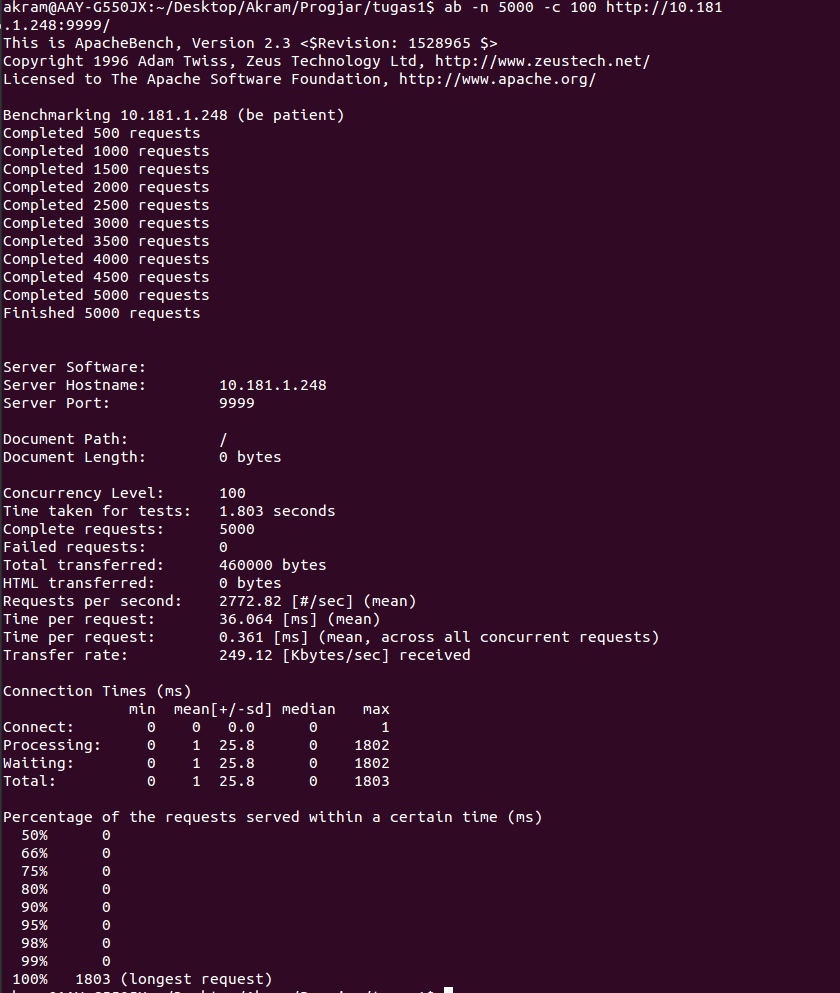 akram@AAY-G550JX:~/Desktop/Akram/Progjar/tugas1$ ab -n 5000 -c 100 http://10.181
.1.248:9999/
This is ApacheBench, Version 2.3 <$Revision: 1528965 $>
Copyright 1996 Adam Twiss, Zeus Technology Ltd, http://www.zeustech.net/
Licensed to The Apache Software Foundation, http://www.apache.org/

Benchmarking 10.181.1.248 (be patient)
Completed 500 requests
Completed 1000 requests
Completed 1500 requests
Completed 2000 requests
Completed 2500 requests
Completed 3000 requests
Completed 3500 requests
Completed 4000 requests
Completed 4500 requests
Completed 5000 requests
Finished 5000 requests


Server Software:
Server Hostname:        10.181.1.248
Server Port:            9999

Document Path:          /
Document Length:        0 bytes

Concurrency Level:      100
Time taken for tests:   1.803 seconds
Complete requests:      5000
Failed requests:        0
Total transferred:      460000 bytes
HTML transferred:       0 bytes
Requests per second:    2772.82 [#/sec] (mean)
Time per request:       36.064 [ms] (mean)
Time per request:       0.361 [ms] (mean, across all concurrent requests)
Transfer rate:          249.12 [Kbytes/sec] received

Connection Times (ms)
              min  mean[+/-sd] median   max
Connect:        0    0   0.0      0       1
Processing:     0    1  25.8      0    1802
Waiting:        0    1  25.8      0    1802
Total:          0    1  25.8      0    1803

Percentage of the requests served within a certain time (ms)
  50%      0
  66%      0
  75%      0
  80%      0
  90%      0
  95%      0
  98%      0
  99%      0
 100%   1803 (longest request)